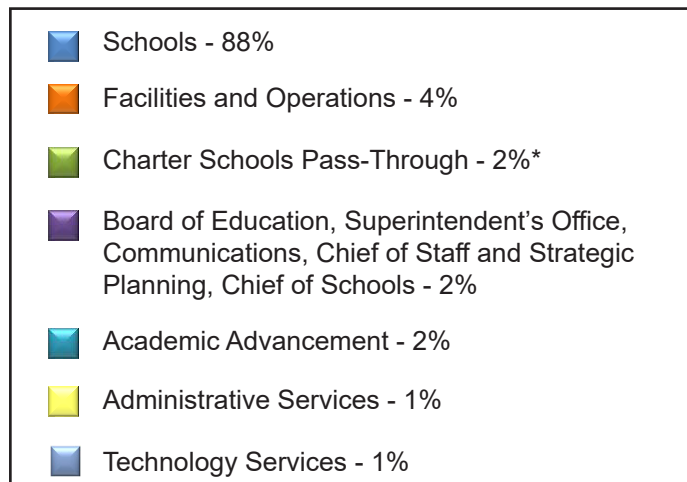 Schools - 88%
Facilities and Operations - 4%
Charter Schools Pass-Through - 2%*
Board of Education, Superintendent’s Office,
Communications, Chief of Staff and Strategic
Planning, Chief of Schools - 2%
Academic Advancement - 2%
Administrative Services - 1%
Technology Services - 1%